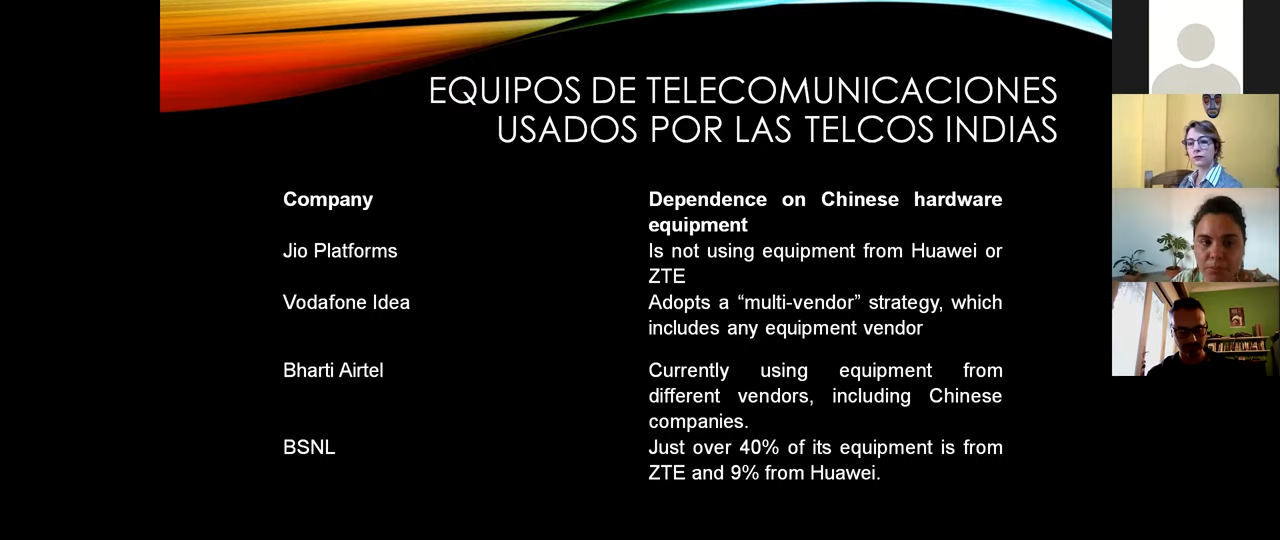 EQUIPOS DE TELECOMUNICACIONES
USADOS POR LAS TELCOS INDIAS
Company
Dependence on Chinese hardware
equipment
Jio Platforms
Is not using equipment from Huawei or
ZTE
Vodafone Idea
Adopts a “multi-vendor” strategy, which
includes any equipment vendor
Bharti Airtel
Currently using equipment from
different vendors, including Chinese
companies.
BSNL
Just over 40% of its equipment is from
ZTE and 9% from Huawei.